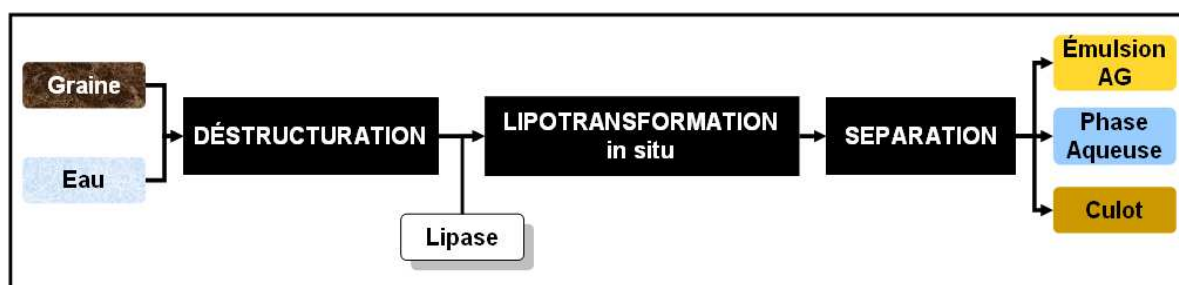 Graine
Eau
DÉSTRUCTURATION
Lipase
LIPOTRANSFORMATION
in situ
SEPARATION
Émulsion
AG
Phase
Aqueuse
Culot